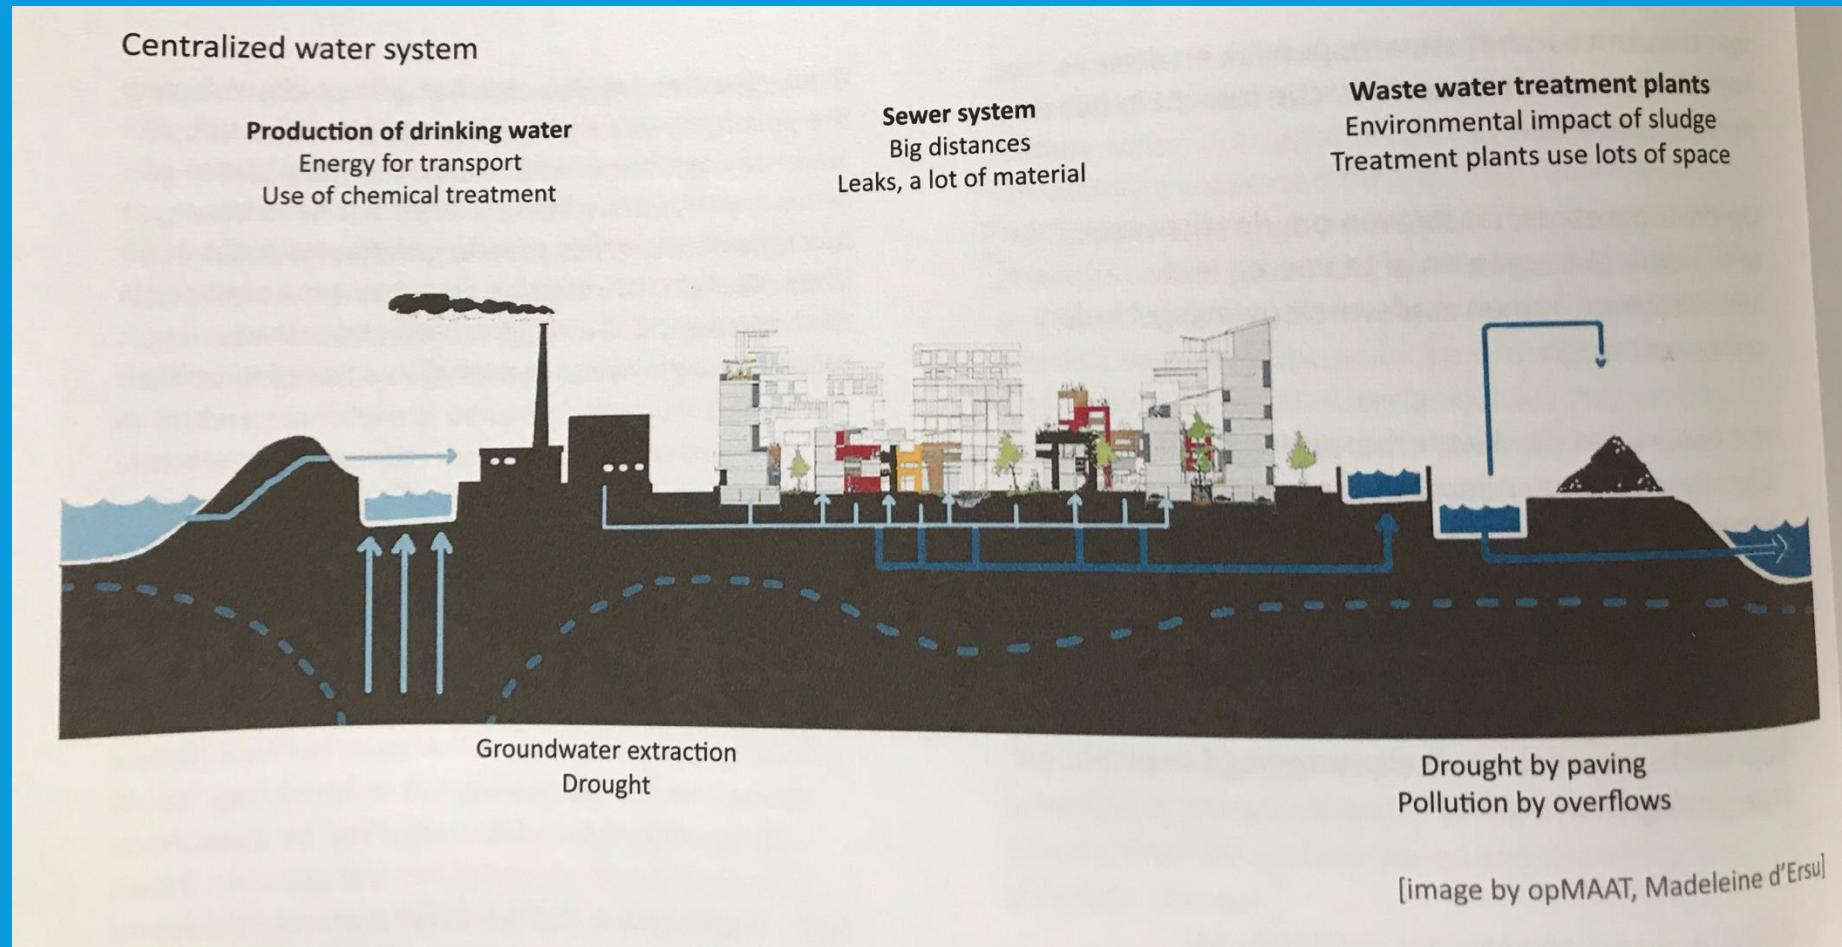 Centralized water system
Production of drinking water
Energy for transport
Use of chemical treatment
Sewer system
Big distances
Leaks, a lot of material
Waste water treatment plants
Environmental impact of sludge
Treatment plants use lots of space
Groundwater extraction
Drought
Drought by paving
Pollution by overflows
[image by opMAAT, Madeleine d'Ersu]